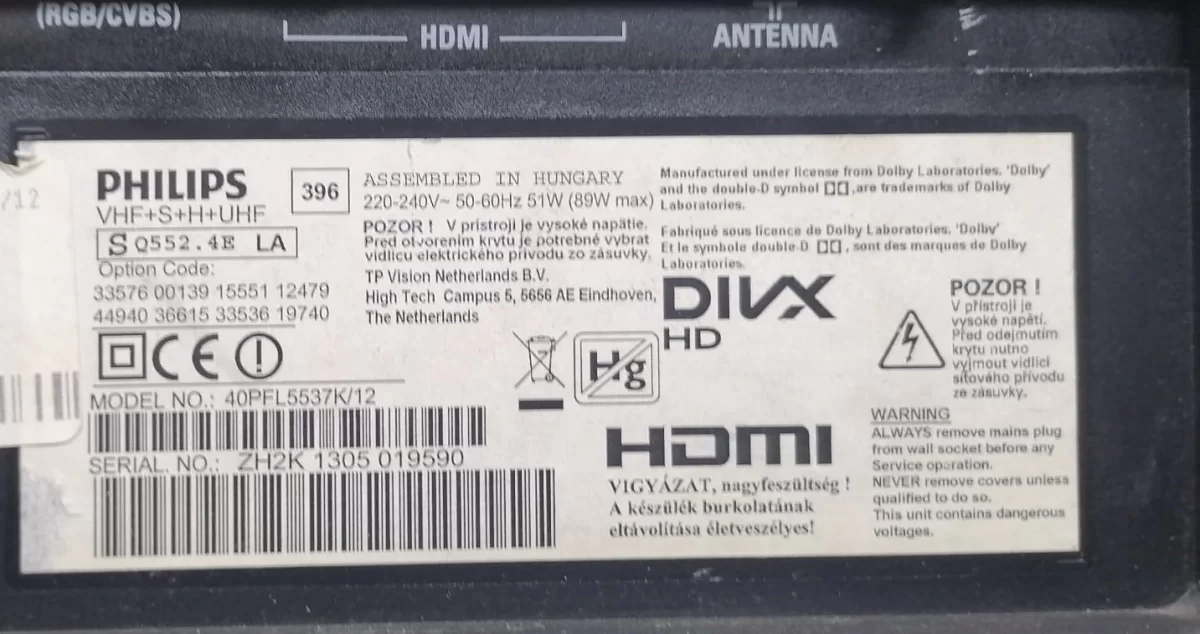 (RGB/CVBS)
HDMI
ANTENNA
/12
PHILIPS
VHF+S+H+UHF
S Q552.4E LA
Option Code:
33576 00139 15551 12479
44940 36615 33536 19740
CE
MODEL NO.: 40PFL5537K/12
SERIAL. NO.: ZH2K 1305 019590
396
ASSEMBLED IN HUNGARY
220-240V~ 50-60Hz 51W (89W max)
POZOR ! V prístroji je vysoké napätie.
Pred otvorením krytu je potrebné vybrat
vidlicu elektrického prívodu zo zásuvky.
TP Vision Netherlands B.V.
High Tech Campus 5, 5656 AE Eindhoven,
The Netherlands
Hg
Manufactured under license from Dolby Laboratories. 'Dolby'
and the double-D symbol ,are trademarks of Dolby
Laboratories.
Fabriqué sous licence de Dolby Laboratories. 'Dolby'
Et le symbole double-D , sont des marques de Dolby
Laboratories
DIVX
HD
HDMI
VIGYÁZAT, nagyfeszültség !
A készülék burkolatának
eltávolítása életveszélyes!
POZOR !
V přístroji je
vysoké napětí.
Před odejmutím
krytu nutno
vyjmout vidlici
síťového přívodu
ze zásuvky.
WARNING
ALWAYS remove mains plug
from wall socket before any
Service operation.
NEVER remove covers unless
qualified to do so.
This unit contains dangerous
voltages.